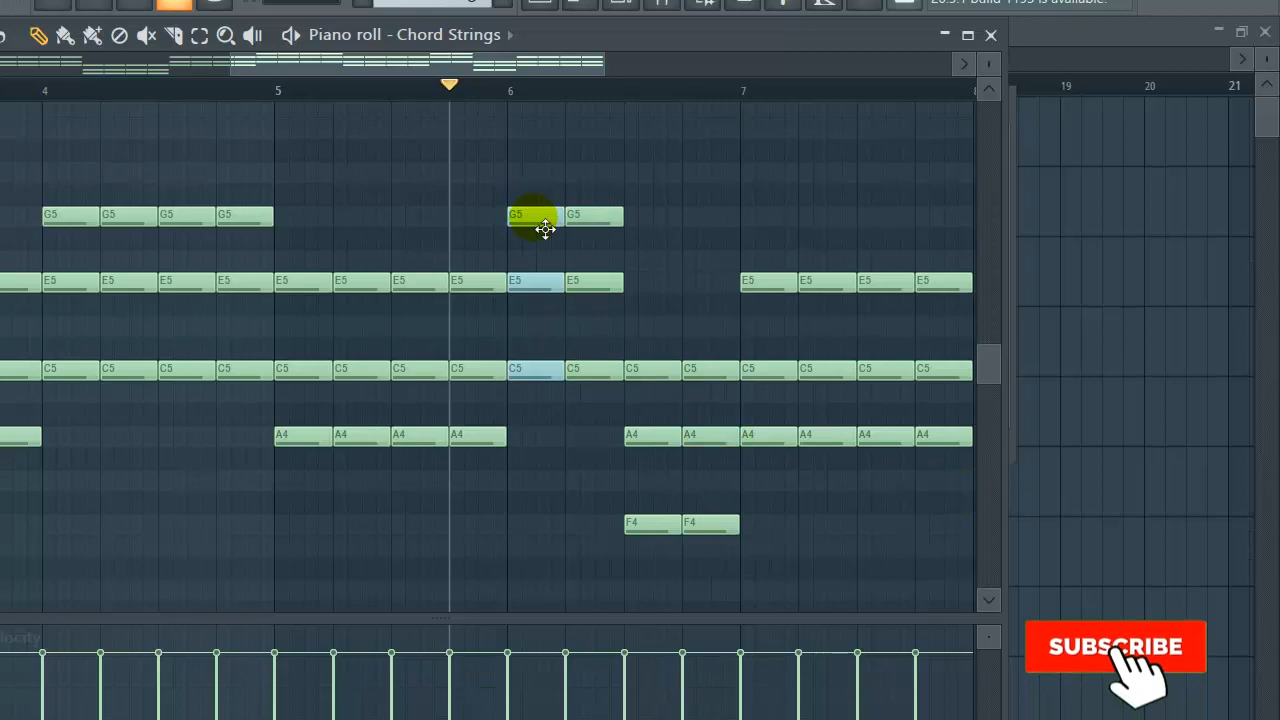 Piano roll - Chord Strings
4 5 6 7
19 20 21
G5 G5 G5 G5 G5 G5
E5 E5 E5 E5 E5 E5 E5 E5 E5 E5 E5 E5 E5 E5
C5 C5 C5 C5 C5 C5 C5 C5 C5 C5 C5 C5 C5 C5 C5 C5
A4 A4 A4 A4 A4 A4 A4 A4 A4 A4
F4 F4
SUBSCRIBE